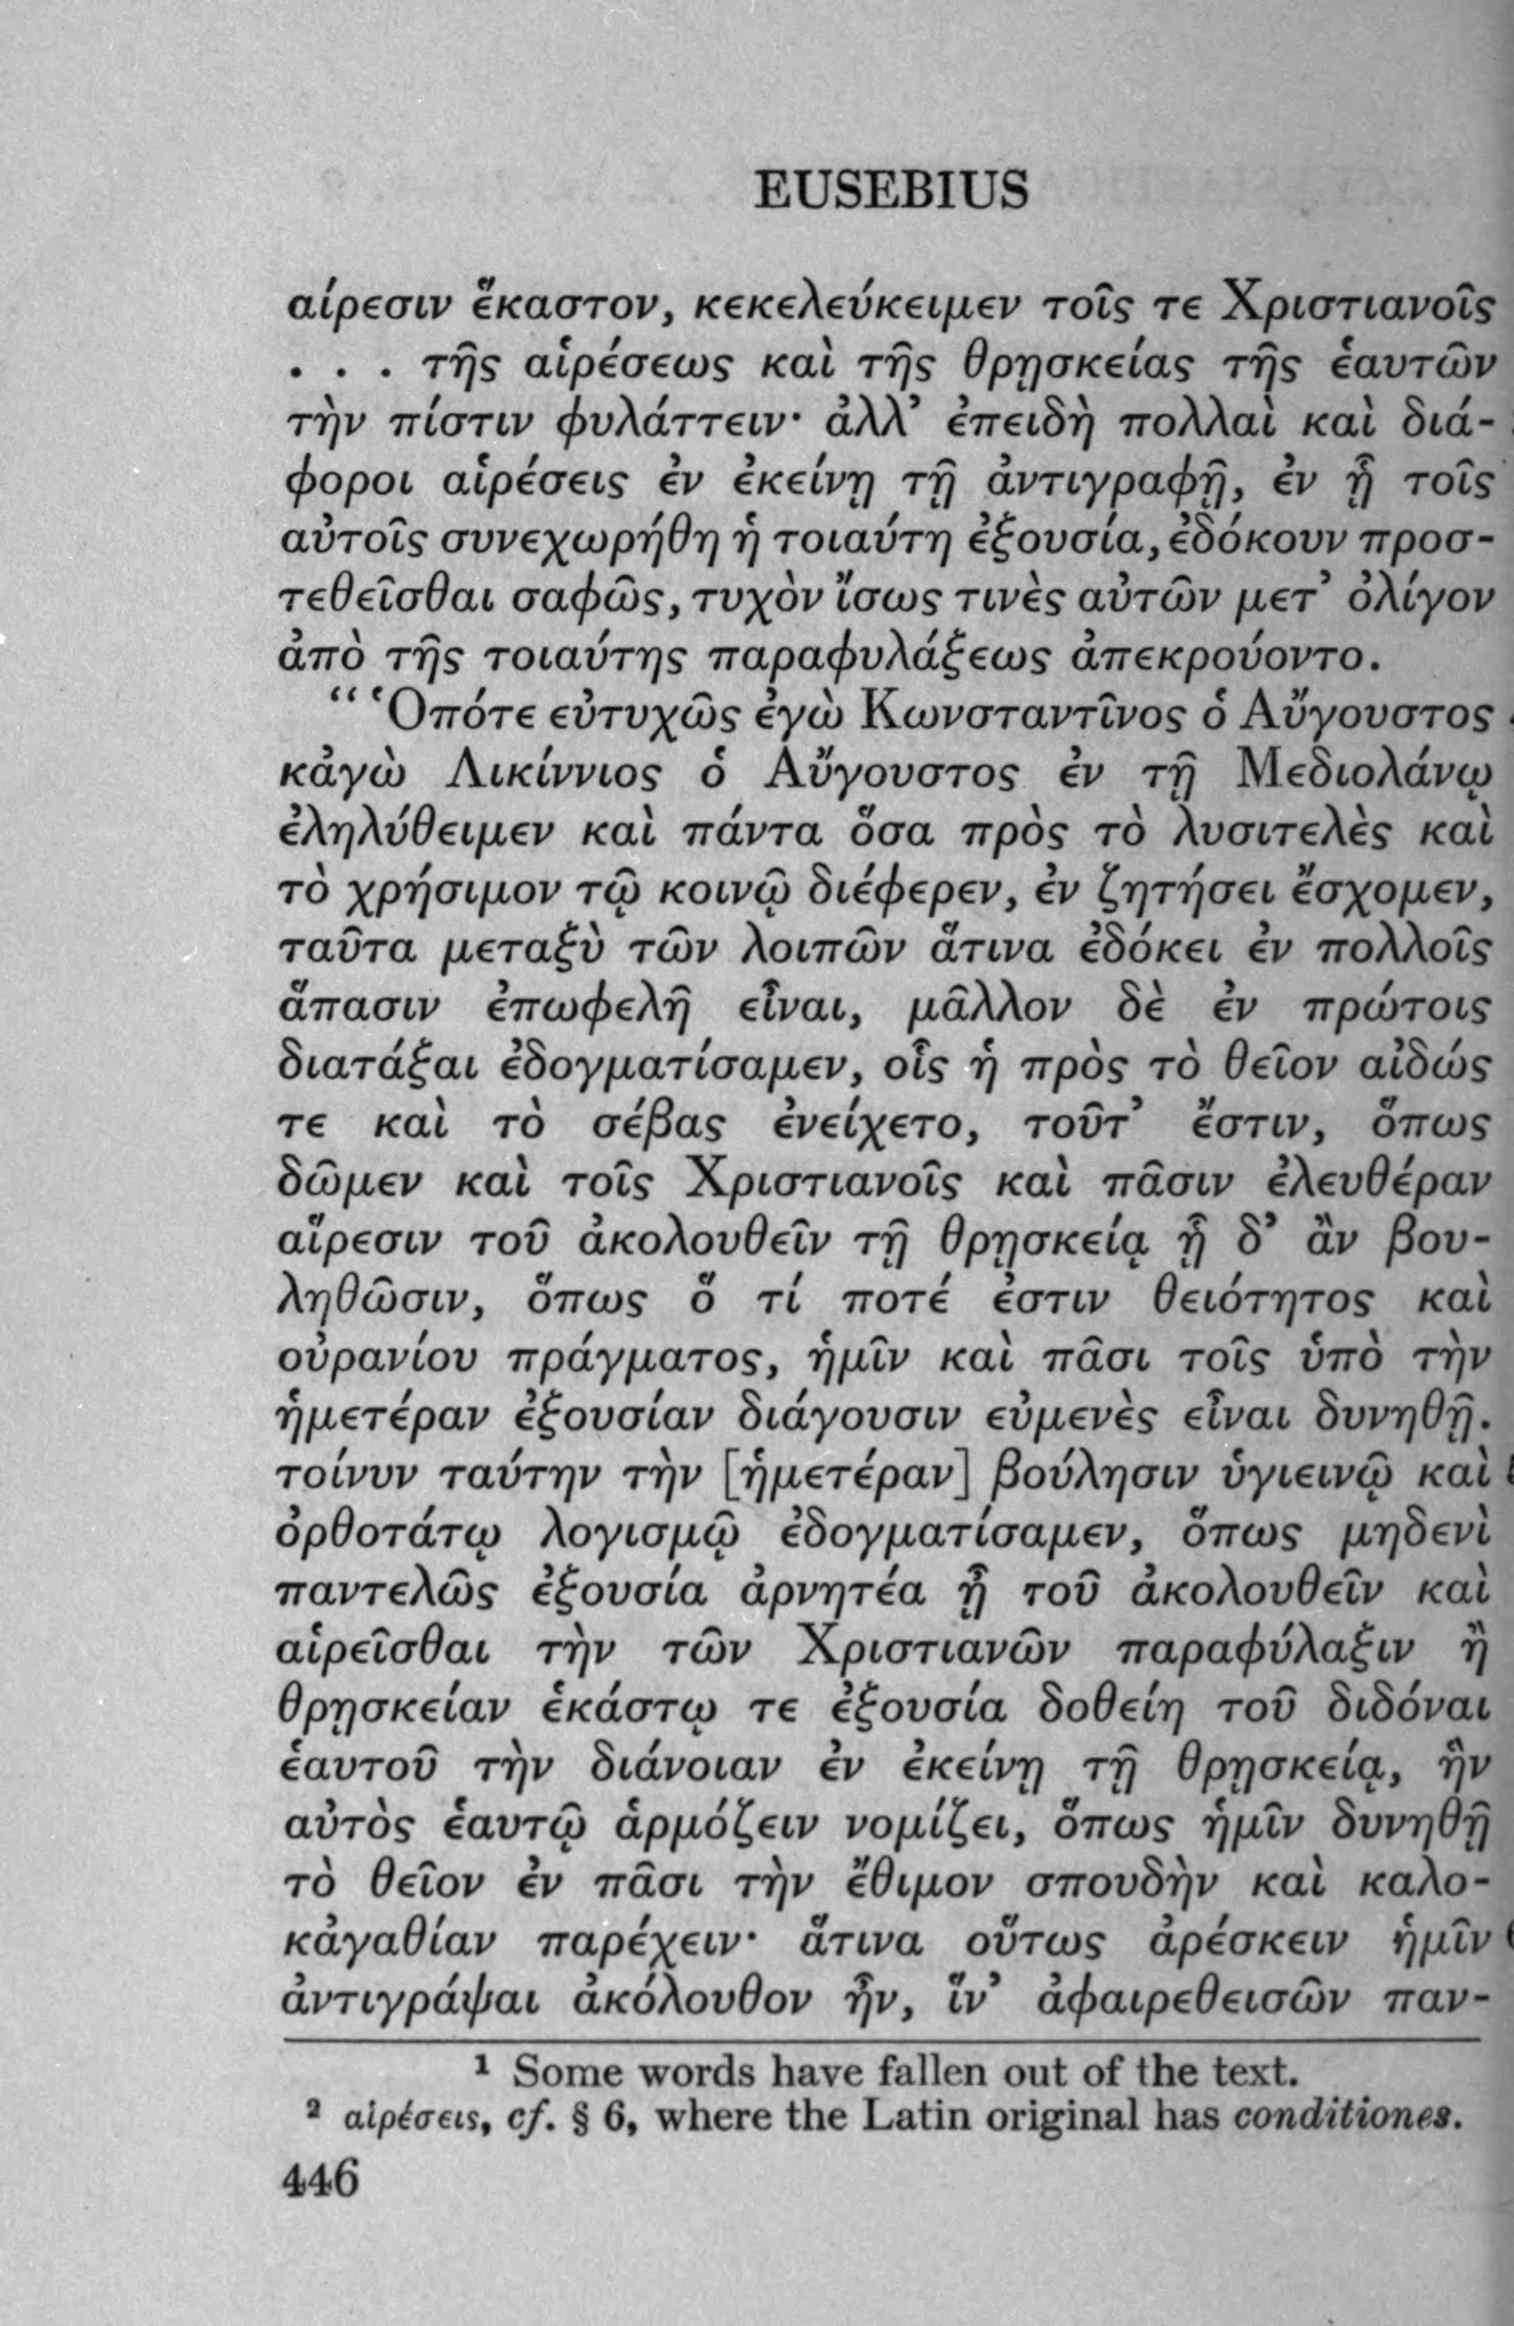 EUSEBIUS
αἵρεσιν ἕκαστον, κεκελεύκειμεν τοῖς τε Χριστιανοῖς
. . . τῆς αἱρέσεως καὶ τῆς θρῃσκείας τῆς ἑαυτῶν
τὴν πίστιν φυλάττειν· ἀλλ’ ἐπειδὴ πολλαὶ καὶ διά-
φοροι αἱρέσεις ἐν ἐκείνῃ τῇ ἀντιγραφῇ, ἐν ᾗ τοῖς
αὐτοῖς συνεχωρήθη ἡ τοιαύτη ἐξουσία, ἐδόκουν προσ-
τεθεῖσθαι σαφῶς, τυχὸν ἴσως τινὲς αὐτῶν μετ’ ὀλίγον
ἀπὸ τῆς τοιαύτης παραφυλάξεως ἀπεκρούοντο.
“ Ὁπότε εὐτυχῶς ἐγὼ Κωνσταντῖνος ὁ Αὔγουστος
κἀγὼ Λικίννιος ὁ Αὔγουστος ἐν τῇ Μεδιολάνῳ
ἐληλύθειμεν καὶ πάντα ὅσα πρὸς τὸ λυσιτελὲς καὶ
τὸ χρήσιμον τῷ κοινῷ διέφερεν, ἐν ζητήσει ἔσχομεν,
ταῦτα μεταξὺ τῶν λοιπῶν ἅτινα ἐδόκει ἐν πολλοῖς
ἅπασιν ἐπωφελῆ εἶναι, μᾶλλον δὲ ἐν πρώτοις
διατάξαι ἐδογματίσαμεν, οἷς ἡ πρὸς τὸ θεῖον αἰδώς
τε καὶ τὸ σέβας ἐνείχετο, τοῦτ’ ἔστιν, ὅπως
δῶμεν καὶ τοῖς Χριστιανοῖς καὶ πᾶσιν ἐλευθέραν
αἵρεσιν τοῦ ἀκολουθεῖν τῇ θρῃσκείᾳ ᾗ δ’ ἂν βου-
ληθῶσιν, ὅπως ὅ τί ποτέ ἐστιν θειότητος καὶ
οὐρανίου πράγματος, ἡμῖν καὶ πᾶσι τοῖς ὑπὸ τὴν
ἡμετέραν ἐξουσίαν διάγουσιν εὐμενὲς εἶναι δυνηθῇ.
τοίνυν ταύτην τὴν [ἡμετέραν] βούλησιν ὑγιεινῷ καὶ
ὀρθοτάτῳ λογισμῷ ἐδογματίσαμεν, ὅπως μηδενὶ
παντελῶς ἐξουσία ἀρνητέα ᾖ τοῦ ἀκολουθεῖν καὶ
αἱρεῖσθαι τὴν τῶν Χριστιανῶν παραφύλαξιν ἢ
θρῃσκείαν ἑκάστῳ τε ἐξουσία δοθείη τοῦ διδόναι
ἑαυτοῦ τὴν διάνοιαν ἐν ἐκείνῃ τῇ θρῃσκείᾳ, ἣν
αὐτὸς ἑαυτῷ ἁρμόζειν νομίζει, ὅπως ἡμῖν δυνηθῇ
τὸ θεῖον ἐν πᾶσι τὴν ἔθιμον σπουδὴν καὶ καλο-
κἀγαθίαν παρέχειν· ἅτινα οὕτως ἀρέσκειν ἡμῖν
ἀντιγράψαι ἀκόλουθον ἦν, ἵν’ ἀφαιρεθεισῶν παν-
¹ Some words have fallen out of the text.
² αἱρέσεις, cf. § 6, where the Latin original has conditiones.
446